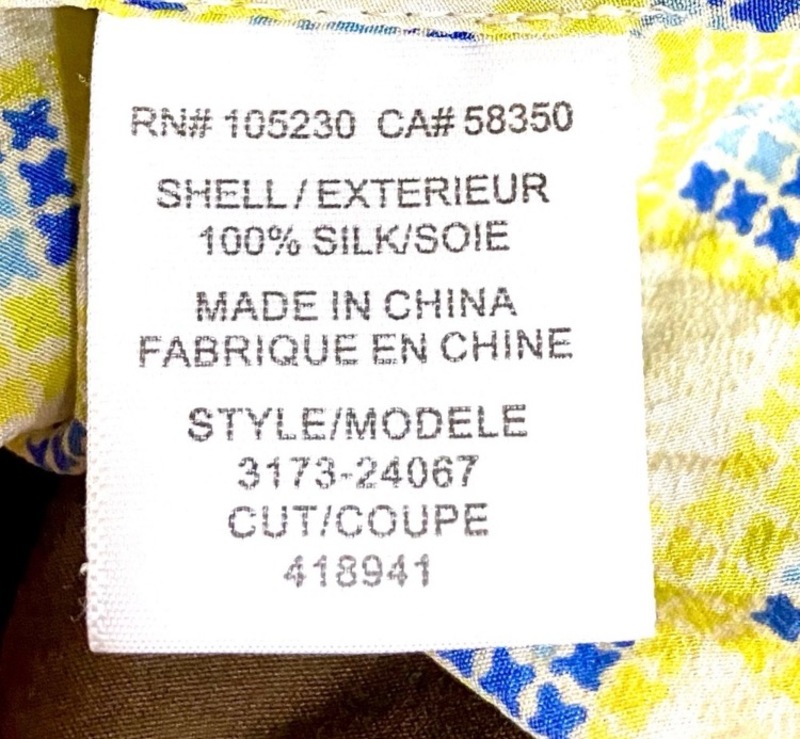 RN# 105230 CA# 58350
SHELL / EXTERIEUR
100% SILK/SOIE
MADE IN CHINA
FABRIQUE EN CHINE
STYLE/MODELE
3173-24067
CUT/COUPE
418941